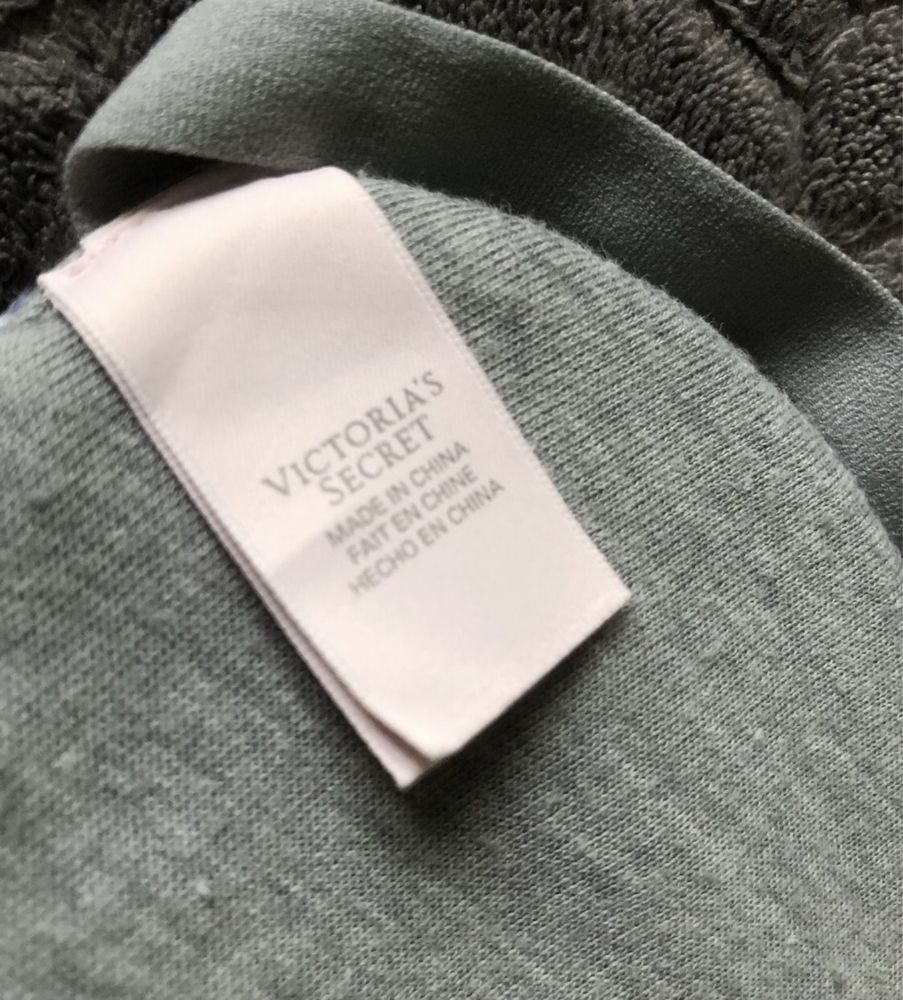 VICTORIA'S
SECRET
MADE IN CHINA
FAIT EN CHINE
HECHO EN CHINA